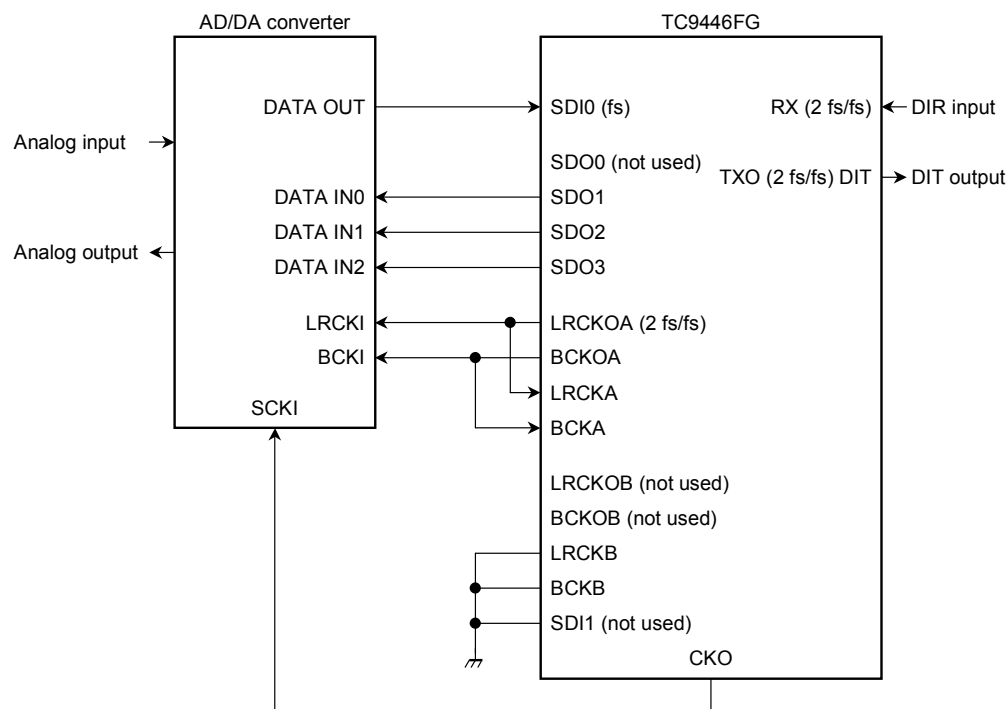 AD/DA converter
TC9446FG
DATA OUT
SDI0 (fs)
RX (2 fs/fs)
DIR input
Analog input
SDO0 (not used)
TXO (2 fs/fs) DIT
DIT output
DATA IN0
SDO1
DATA IN1
SDO2
Analog output
DATA IN2
SDO3
LRCKI
LRCKOA (2 fs/fs)
BCKI
BCKOA
LRCKA
SCKI
BCKA
LRCKOB (not used)
BCKOB (not used)
LRCKB
BCKB
SDI1 (not used)
CKO